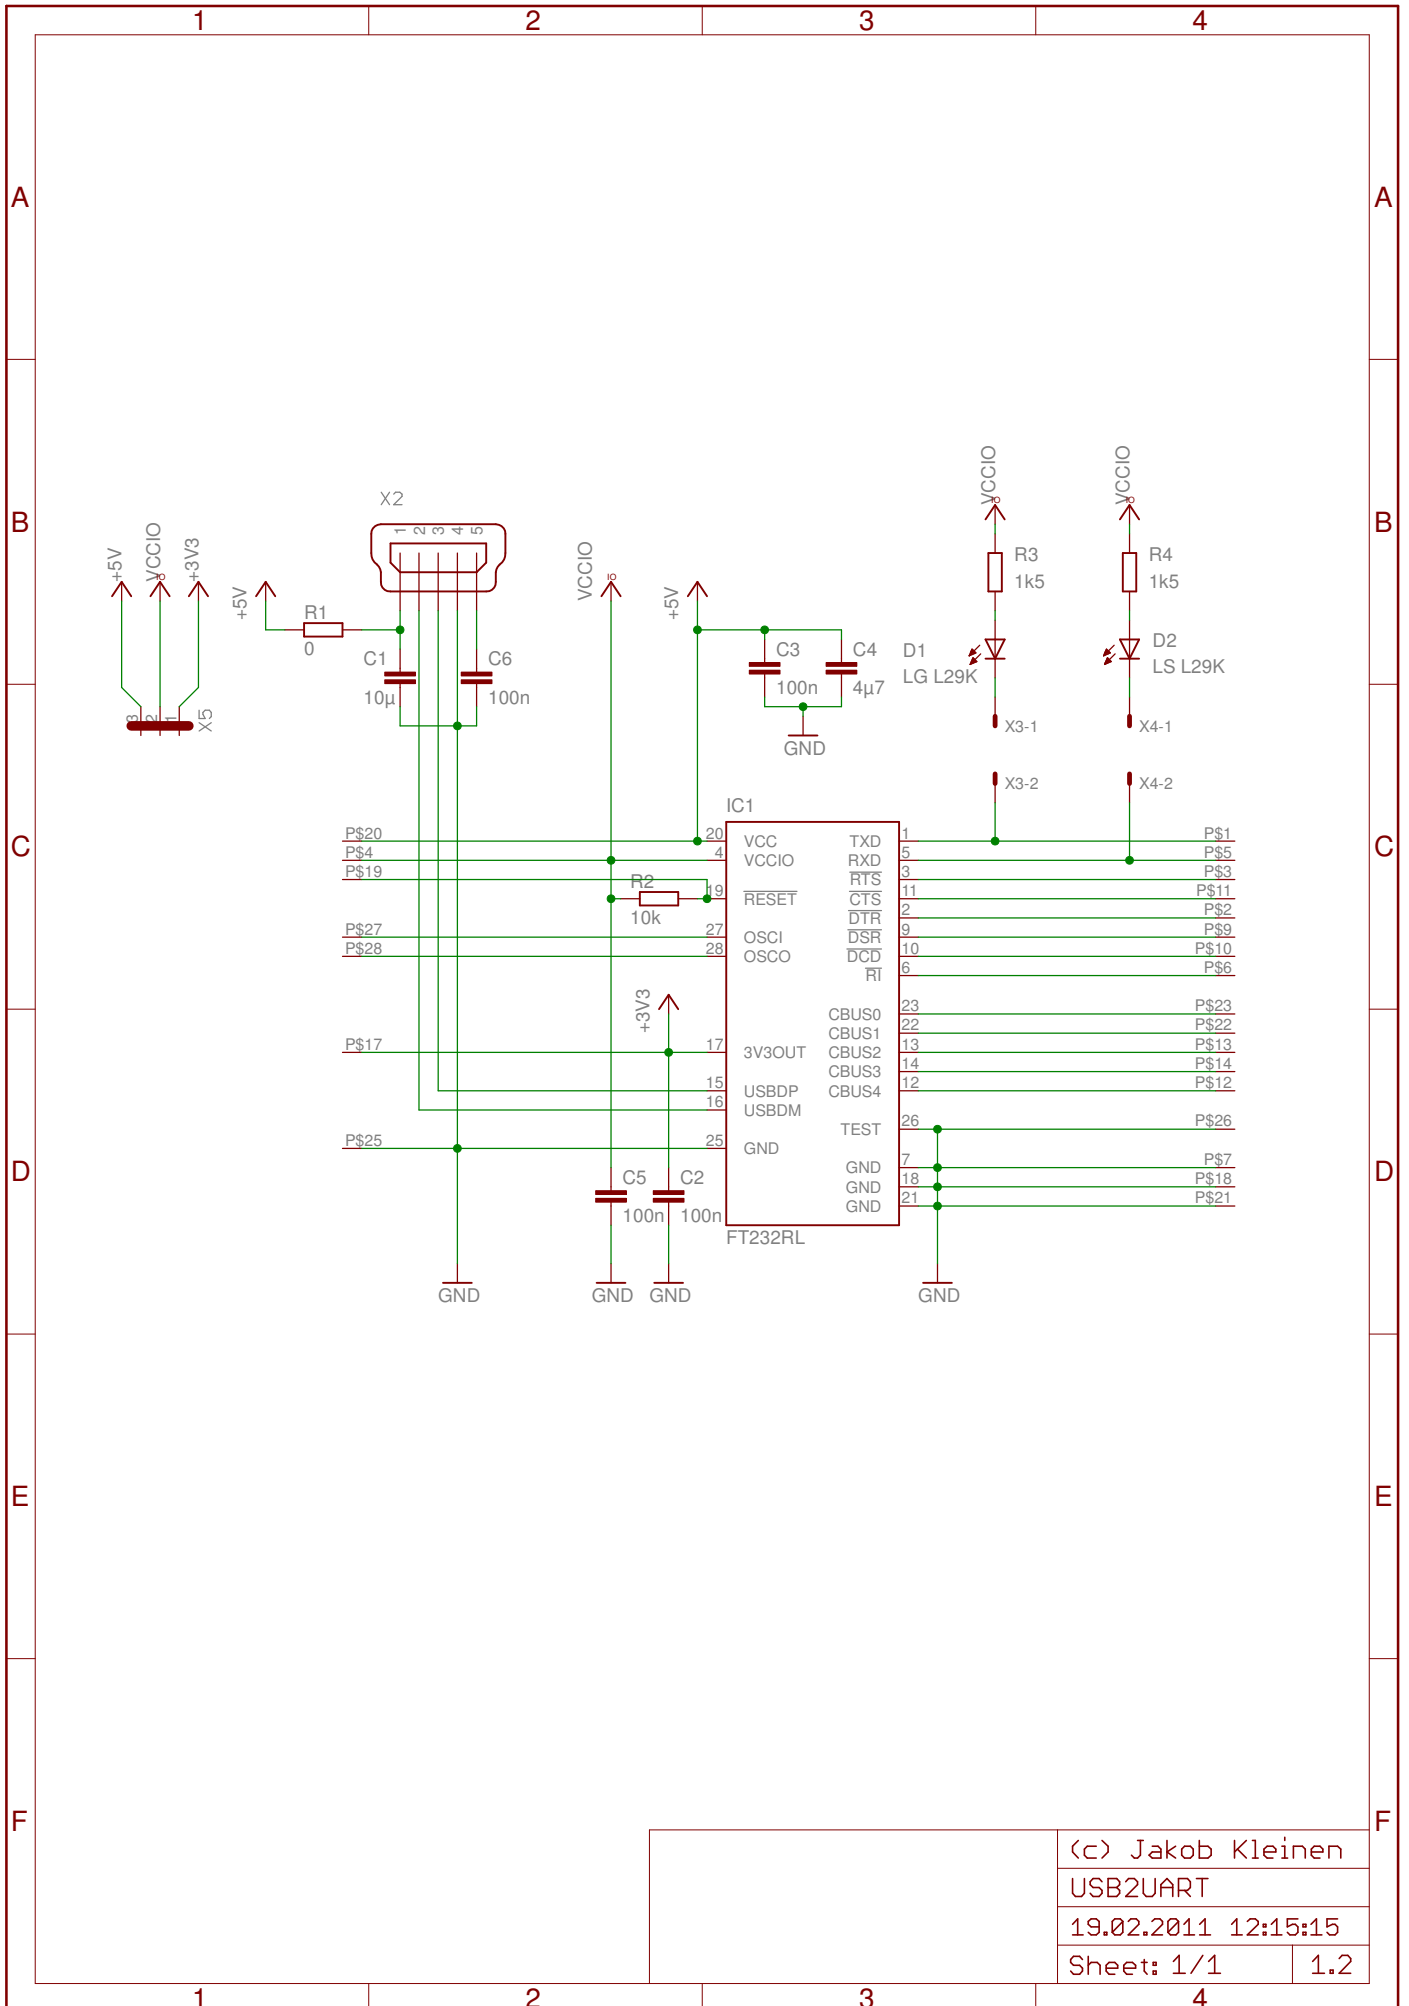 1 2 3 4
A A
B B
C C
D D
E E
F F
X2
1 2 3 4 5
+5V VCCIO +3V3
3 2 1
X5
+5V
R1
0
C1
10µ
C6
100n
VCCIO
+5V
C3
100n
C4
4µ7
GND
VCCIO
R3
1k5
D1
LG L29K
X3-1
X3-2
VCCIO
R4
1k5
D2
LS L29K
X4-1
X4-2
IC1
P$20 20 VCC TXD 1 P$1
P$4 4 VCCIO RXD 5 P$5
P$19 RTS 3 P$3
R2
10k
19 RESET CTS 11 P$11
DTR 2 P$2
P$27 27 OSCI DSR 9 P$9
P$28 28 OSCO DCD 10 P$10
RI 6 P$6
+3V3
CBUS0 23 P$23
CBUS1 22 P$22
P$17 17 3V3OUT CBUS2 13 P$13
CBUS3 14 P$14
15 USBDP CBUS4 12 P$12
16 USBDM
TEST 26 P$26
P$25 25 GND
GND 7 P$7
GND 18 P$18
GND 21 P$21
C5
100n
C2
100n
FT232RL
GND GND GND GND
(c) Jakob Kleinen
USB2UART
19.02.2011 12:15:15
Sheet: 1/1 1.2
1 2 3 4